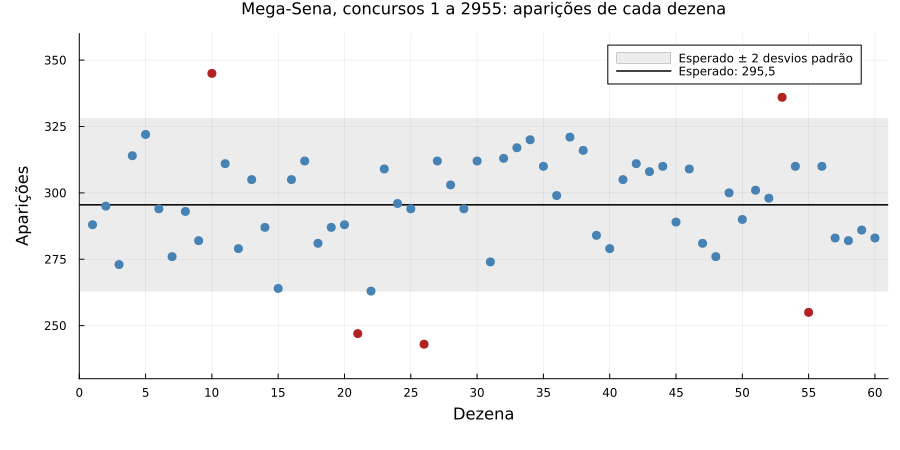 Mega-Sena, concursos 1 a 2955: aparições de cada dezena
Esperado ± 2 desvios padrão
Esperado: 295,5
Aparições
350
325
300
275
250
0 5 10 15 20 25 30 35 40 45 50 55 60
Dezena